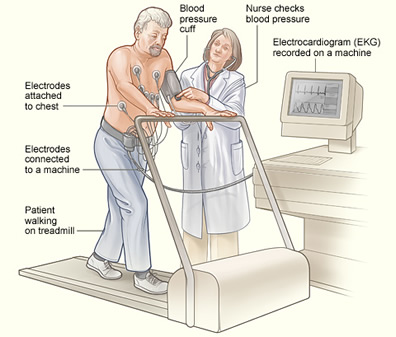 Blood
pressure
cuff
Nurse checks
blood pressure
Electrocardiogram (EKG)
recorded on a machine
Electrodes
attached
to chest
Electrodes
connected
to a machine
Patient
walking
on treadmill